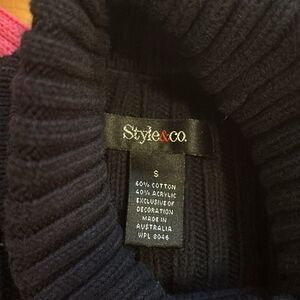 Style&co.
S
60% COTTON
40% ACRYLIC
EXCLUSIVE OF
DECORATION
MADE IN
AUSTRALIA
WPL 8046